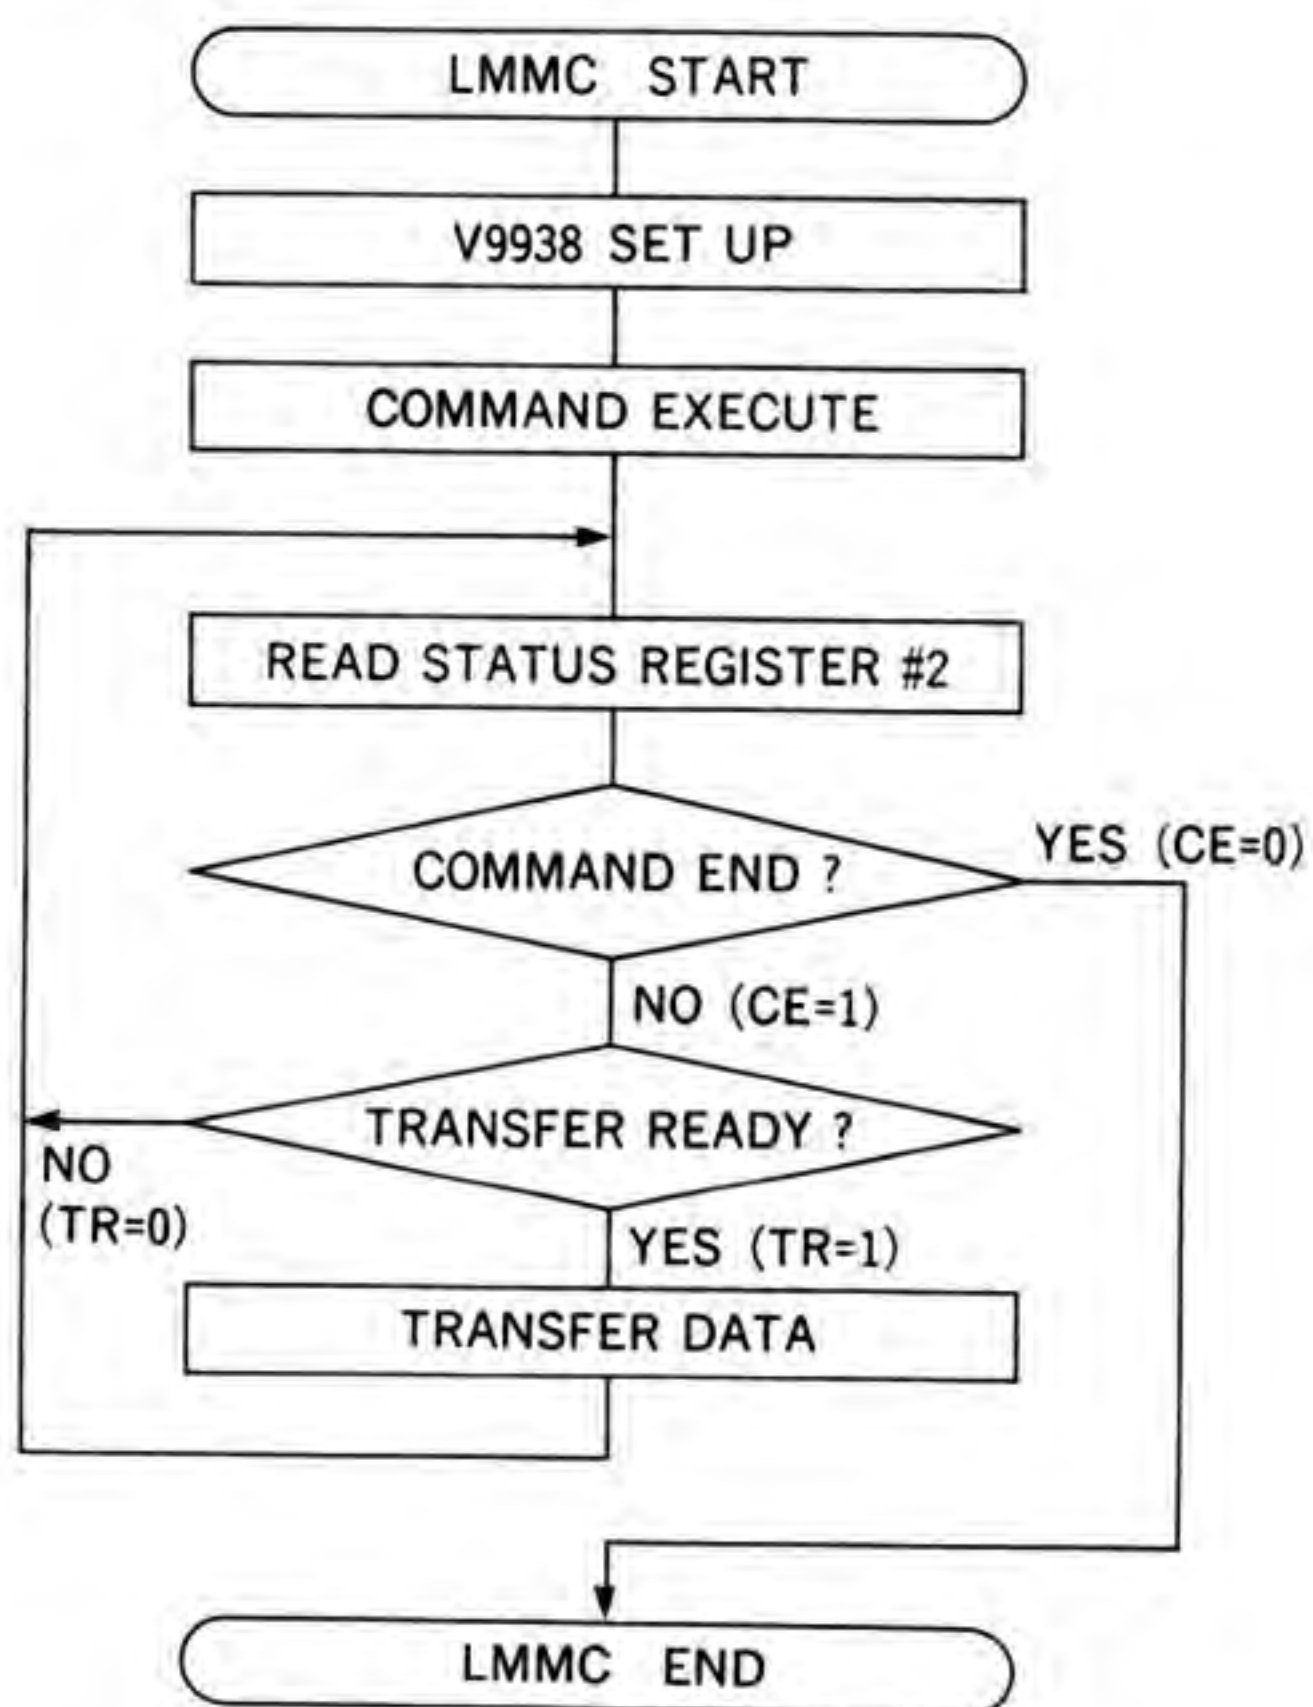 LMMC START
V9938 SET UP
COMMAND EXECUTE
READ STATUS REGISTER #2
COMMAND END ?
YES (CE=0)
NO (CE=1)
TRANSFER READY ?
NO
(TR=0)
YES (TR=1)
TRANSFER DATA
LMMC END